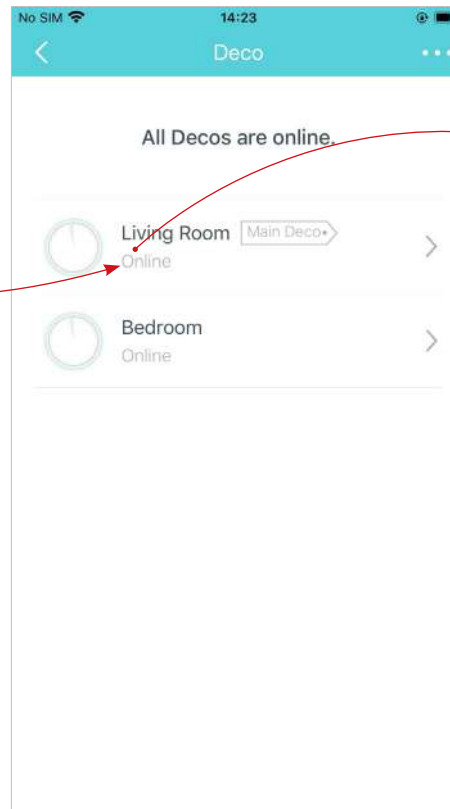 No SIM 14:23
Deco
All Decos are online.
Living Room Main Deco
Online
Bedroom
Online